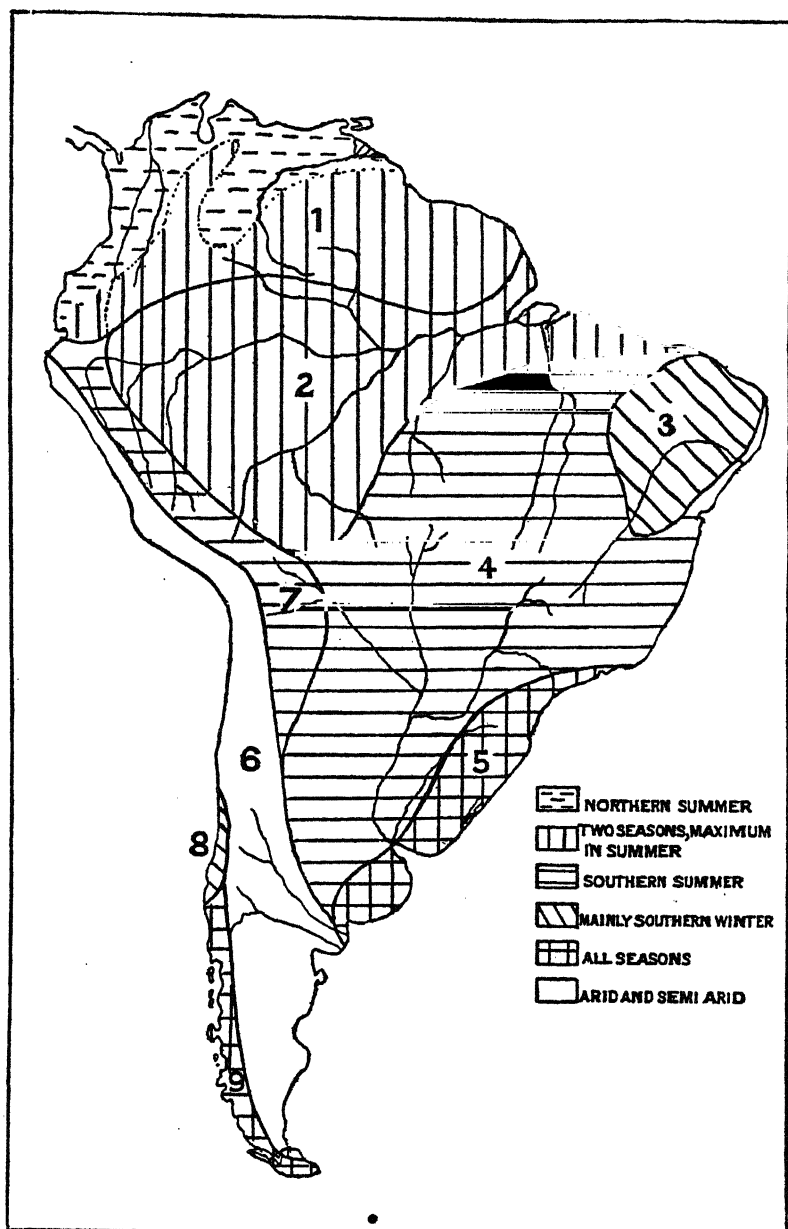 1
2
3
4
7
6
5
8
9
NORTHERN SUMMER
TWO SEASONS, MAXIMUM
IN SUMMER
SOUTHERN SUMMER
MAINLY SOUTHERN WINTER
ALL SEASONS
ARID AND SEMI ARID